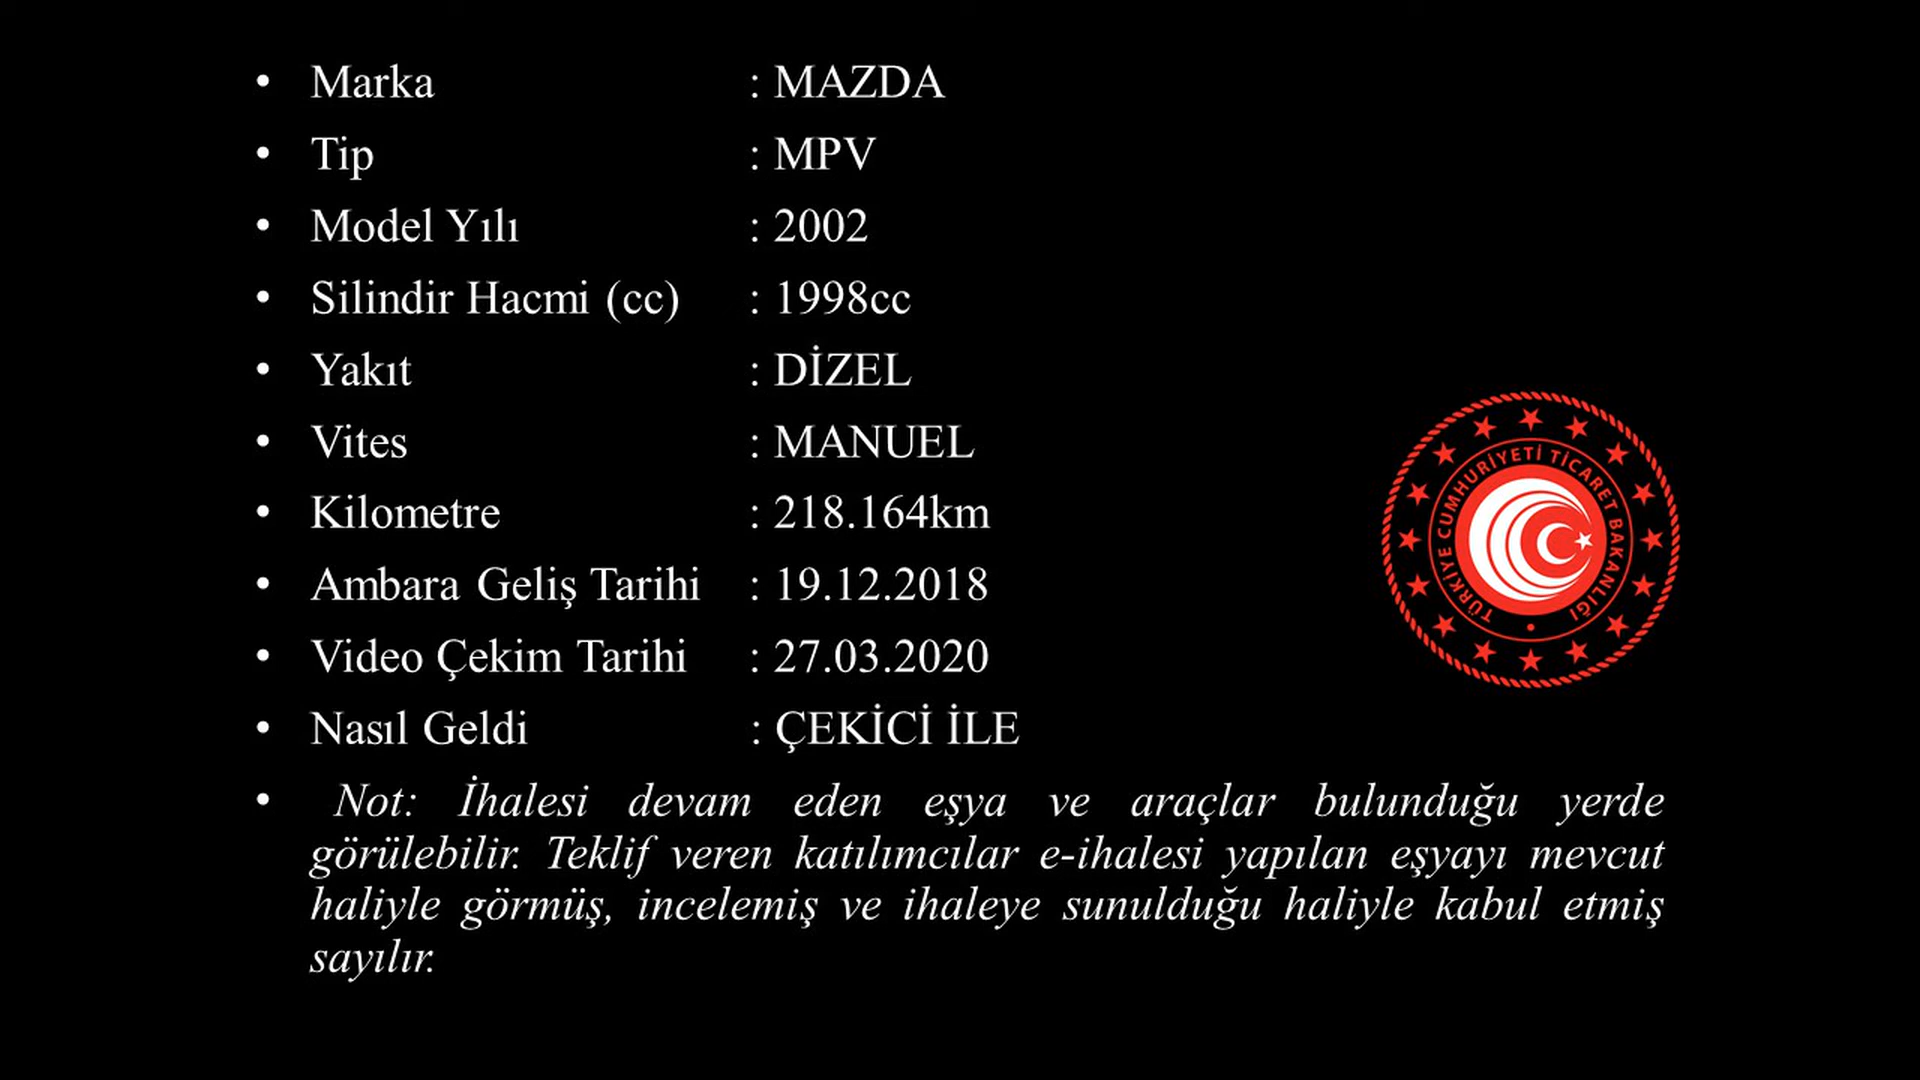 • Marka : MAZDA
• Tip : MPV
• Model Yılı : 2002
• Silindir Hacmi (cc) : 1998cc
• Yakıt : DİZEL
• Vites : MANUEL
• Kilometre : 218.164km
• Ambara Geliş Tarihi : 19.12.2018
• Video Çekim Tarihi : 27.03.2020
• Nasıl Geldi : ÇEKİCİ İLE
• Not: İhalesi devam eden eşya ve araçlar bulunduğu yerde
görülebilir. Teklif veren katılımcılar e-ihalesi yapılan eşyayı mevcut
haliyle görmüş, incelemiş ve ihaleye sunulduğu haliyle kabul etmiş
sayılır.
TÜRKİYE CUMHURİYETİ TİCARET BAKANLIĞI